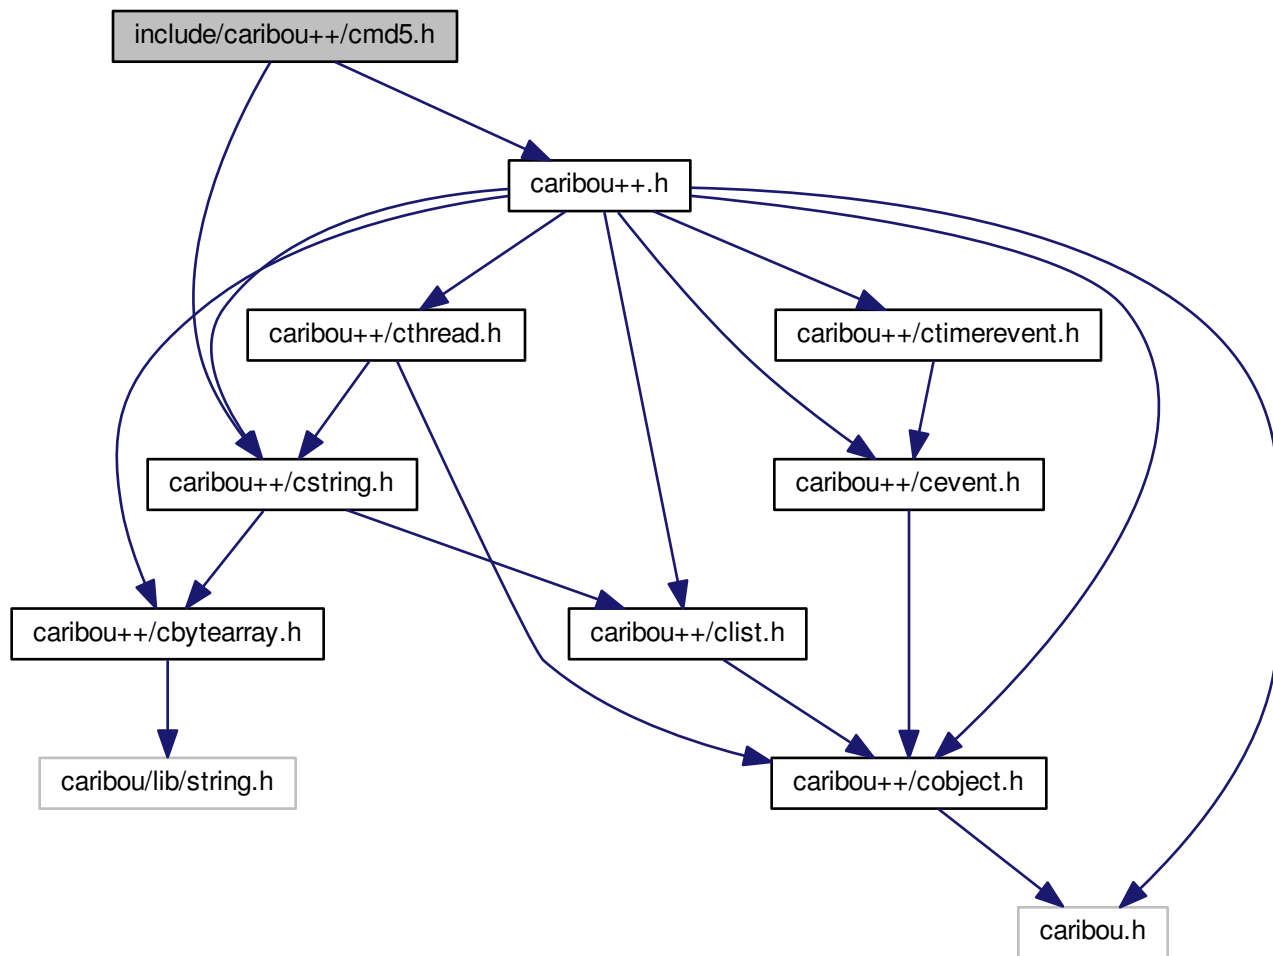 include/caribou++/cmd5.h
caribou++.h
caribou++/cthread.h
caribou++/ctimerevent.h
caribou++/cstring.h
caribou++/cevent.h
caribou++/cbytearray.h
caribou++/clist.h
caribou/lib/string.h
caribou++/cobject.h
caribou.h